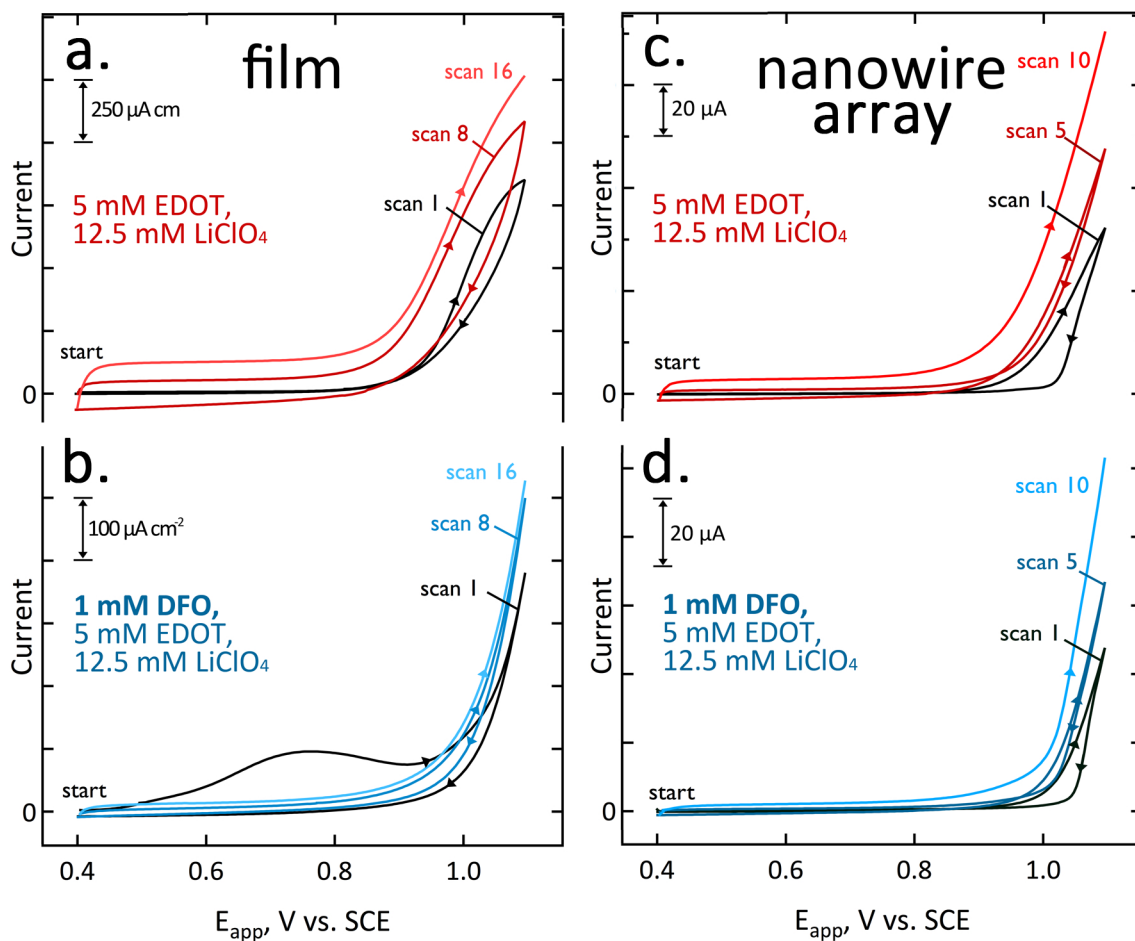 a.
film
scan 16
250 µA cm
scan 8
scan 1
5 mM EDOT,
12.5 mM LiClO₄
start
0
Current
c.
nanowire
array
scan 10
20 µA
scan 5
scan 1
5 mM EDOT,
12.5 mM LiClO₄
start
0
Current
b.
scan 16
100 µA cm⁻²
scan 8
scan 1
1 mM DFO,
5 mM EDOT,
12.5 mM LiClO₄
start
0
Current
0.4 0.6 0.8 1.0
E_app, V vs. SCE
d.
scan 10
20 µA
scan 5
scan 1
1 mM DFO,
5 mM EDOT,
12.5 mM LiClO₄
start
0
Current
0.4 0.6 0.8 1.0
E_app, V vs. SCE